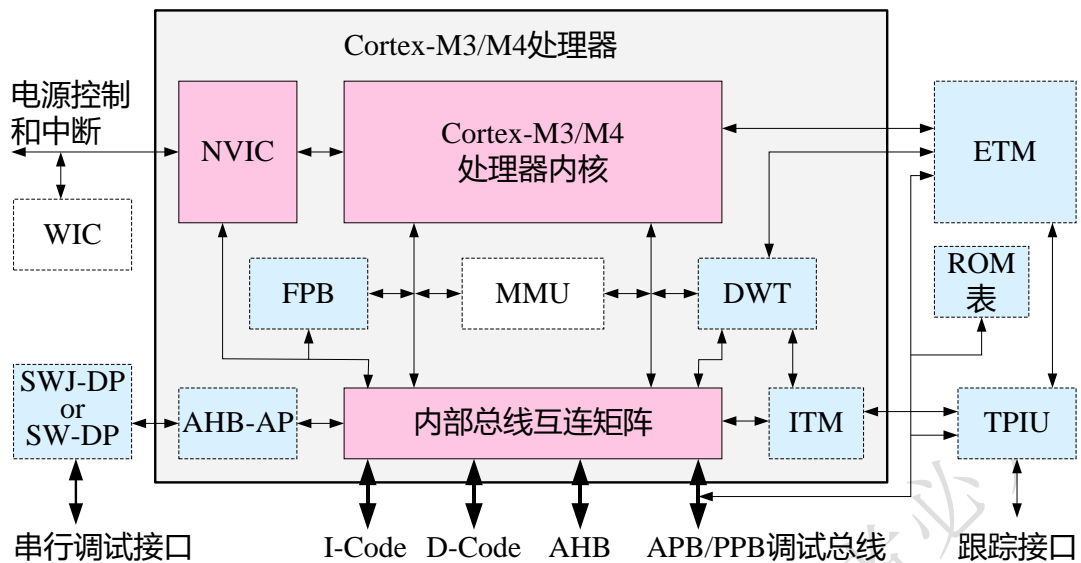 Cortex-M3/M4处理器
电源控制
和中断
NVIC
Cortex-M3/M4
处理器内核
ETM
WIC
FPB
MMU
DWT
ROM
表
SWJ-DP
or
SW-DP
AHB-AP
内部总线互连矩阵
ITM
TPIU
串行调试接口
I-Code
D-Code
AHB
APB/PPB调试总线
跟踪接口
必